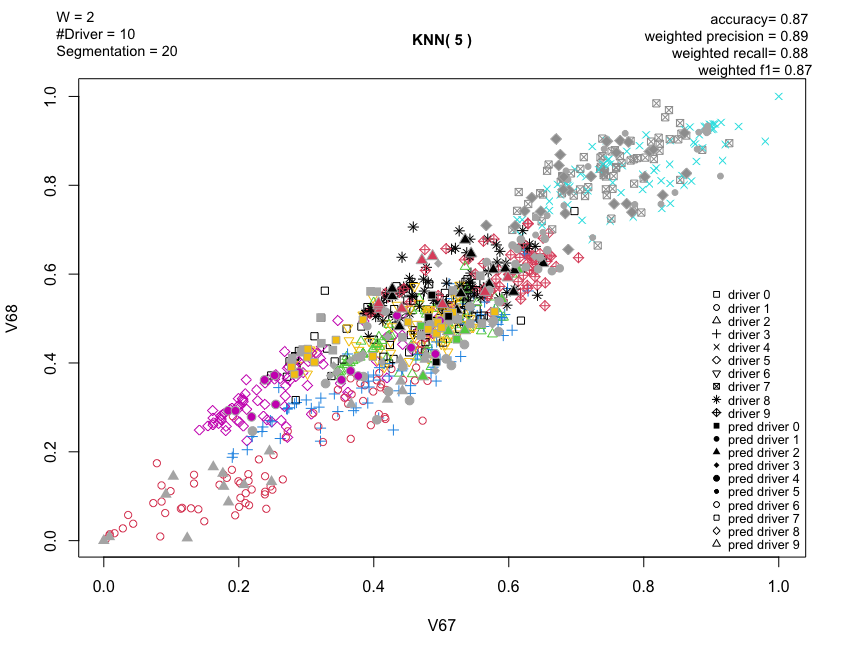 W = 2
#Driver = 10
Segmentation = 20
KNN( 5 )
accuracy= 0.87
weighted precision = 0.89
weighted recall= 0.88
weighted f1= 0.87
V68
1.0
0.8
0.6
0.4
0.2
0.0
driver 0
driver 1
driver 2
driver 3
driver 4
driver 5
driver 6
driver 7
driver 8
driver 9
pred driver 0
pred driver 1
pred driver 2
pred driver 3
pred driver 4
pred driver 5
pred driver 6
pred driver 7
pred driver 8
pred driver 9
0.0 0.2 0.4 0.6 0.8 1.0
V67